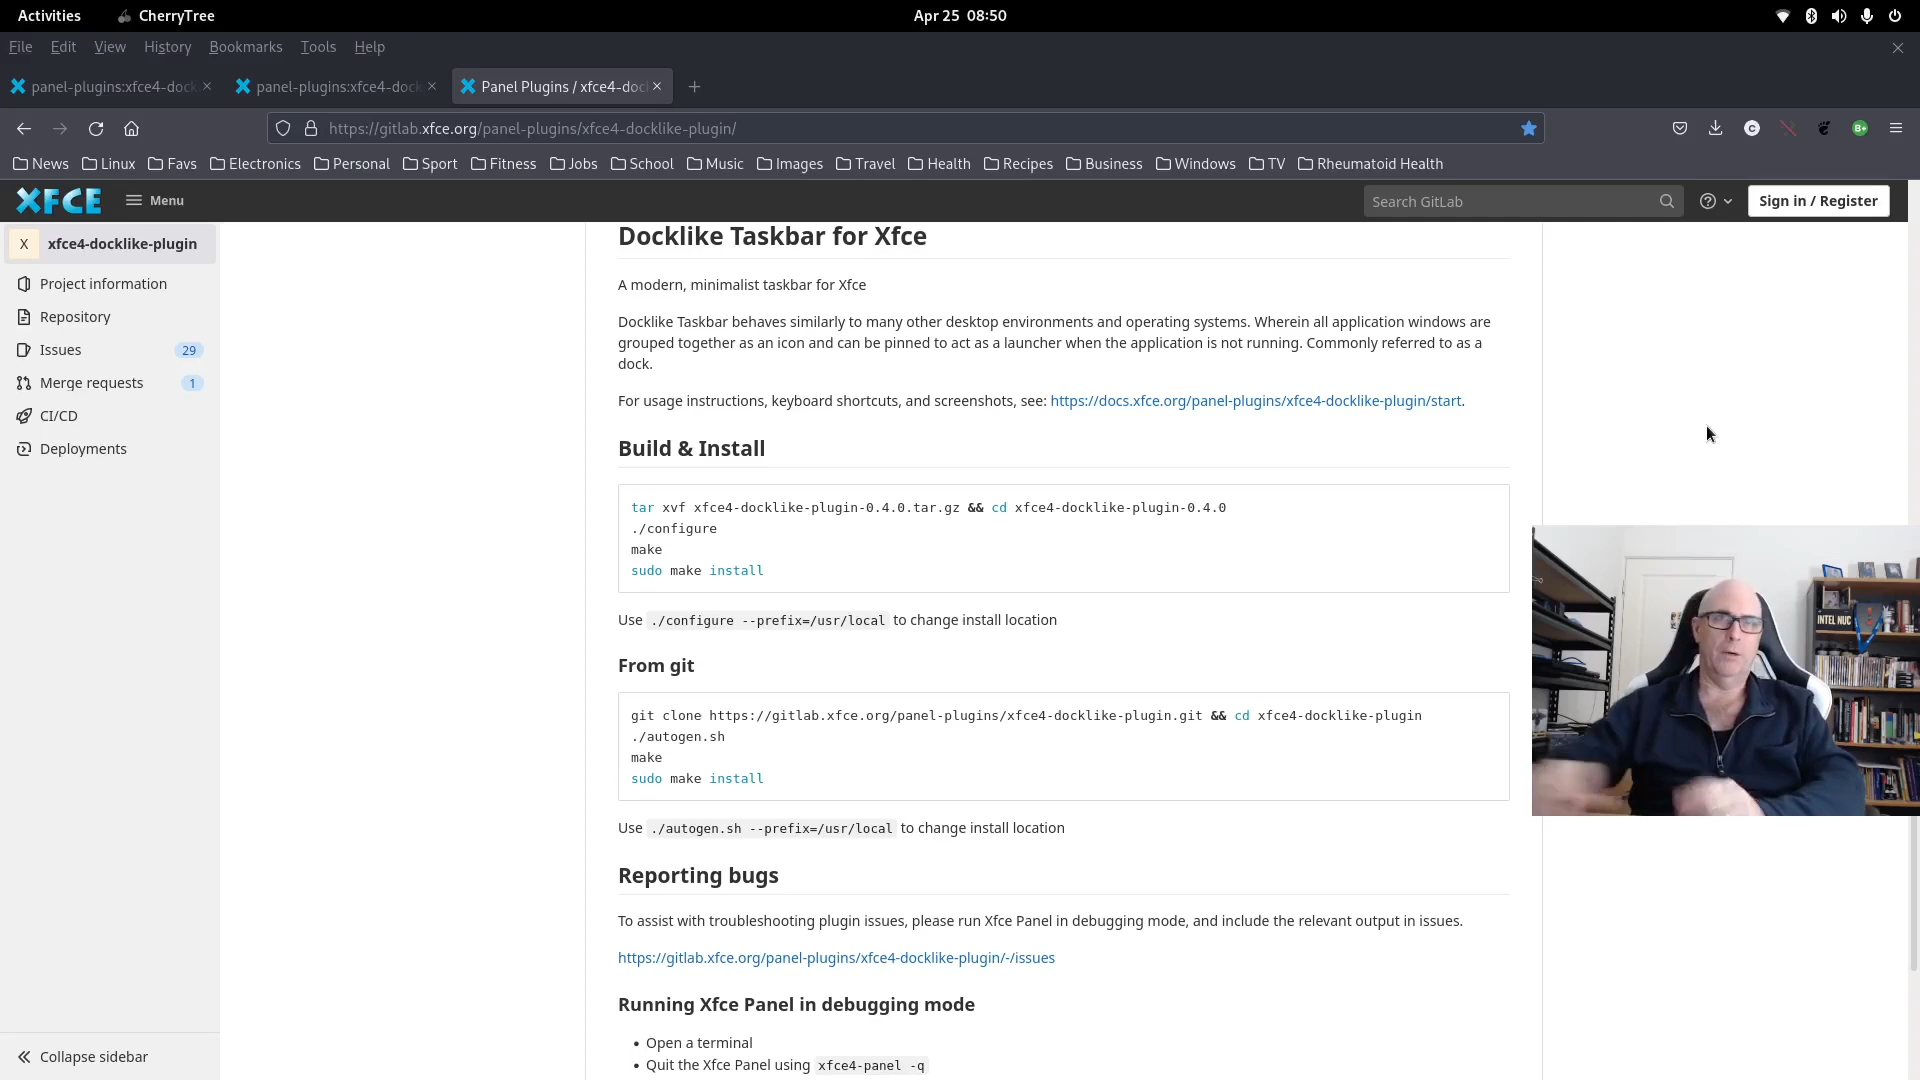 Activities
CherryTree
Apr 25 08:50
File Edit View History Bookmarks Tools Help
panel-plugins:xfce4-dock
panel-plugins:xfce4-dock
Panel Plugins / xfce4-doc
https://gitlab.xfce.org/panel-plugins/xfce4-docklike-plugin/
C
B+
News Linux Favs Electronics Personal Sport Fitness Jobs School Music Images Travel Health Recipes Business Windows TV Rheumatoid Health
XFCE
Menu
Search GitLab
Sign in / Register
X
xfce4-docklike-plugin
Project information
Repository
Issues 29
Merge requests 1
CI/CD
Deployments
Collapse sidebar
Docklike Taskbar for Xfce
A modern, minimalist taskbar for Xfce
Docklike Taskbar behaves similarly to many other desktop environments and operating systems. Wherein all application windows are
grouped together as an icon and can be pinned to act as a launcher when the application is not running. Commonly referred to as a
dock.
For usage instructions, keyboard shortcuts, and screenshots, see: https://docs.xfce.org/panel-plugins/xfce4-docklike-plugin/start.
Build & Install
tar xvf xfce4-docklike-plugin-0.4.0.tar.gz && cd xfce4-docklike-plugin-0.4.0
./configure
make
sudo make install
Use ./configure --prefix=/usr/local to change install location
From git
git clone https://gitlab.xfce.org/panel-plugins/xfce4-docklike-plugin.git && cd xfce4-docklike-plugin
./autogen.sh
make
sudo make install
Use ./autogen.sh --prefix=/usr/local to change install location
Reporting bugs
To assist with troubleshooting plugin issues, please run Xfce Panel in debugging mode, and include the relevant output in issues.
https://gitlab.xfce.org/panel-plugins/xfce4-docklike-plugin/-/issues
Running Xfce Panel in debugging mode
• Open a terminal
• Quit the Xfce Panel using xfce4-panel -q
INTEL NUC